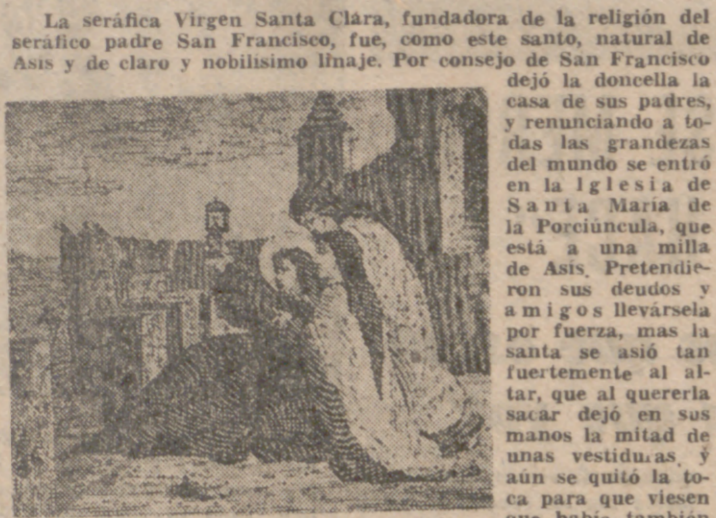 La seráfica Virgen Santa Clara, fundadora de la religión del
seráfico padre San Francisco, fue, como este santo, natural de
Asís y de claro y nobilísimo linaje. Por consejo de San Francisco
dejó la doncella la
casa de sus padres,
y renunciando a to-
das las grandezas
del mundo se entró
en la Iglesia de
Santa María de
la Porciúncula, que
está a una milla
de Asís. Pretendie-
ron sus deudos y
amigos llevársela
por fuerza, mas la
santa se asió tan
fuertemente al al-
tar, que al quererla
sacar dejó en sus
manos la mitad de
unas vestiduras, y
aún se quitó la to-
ca para que viesen
que había también